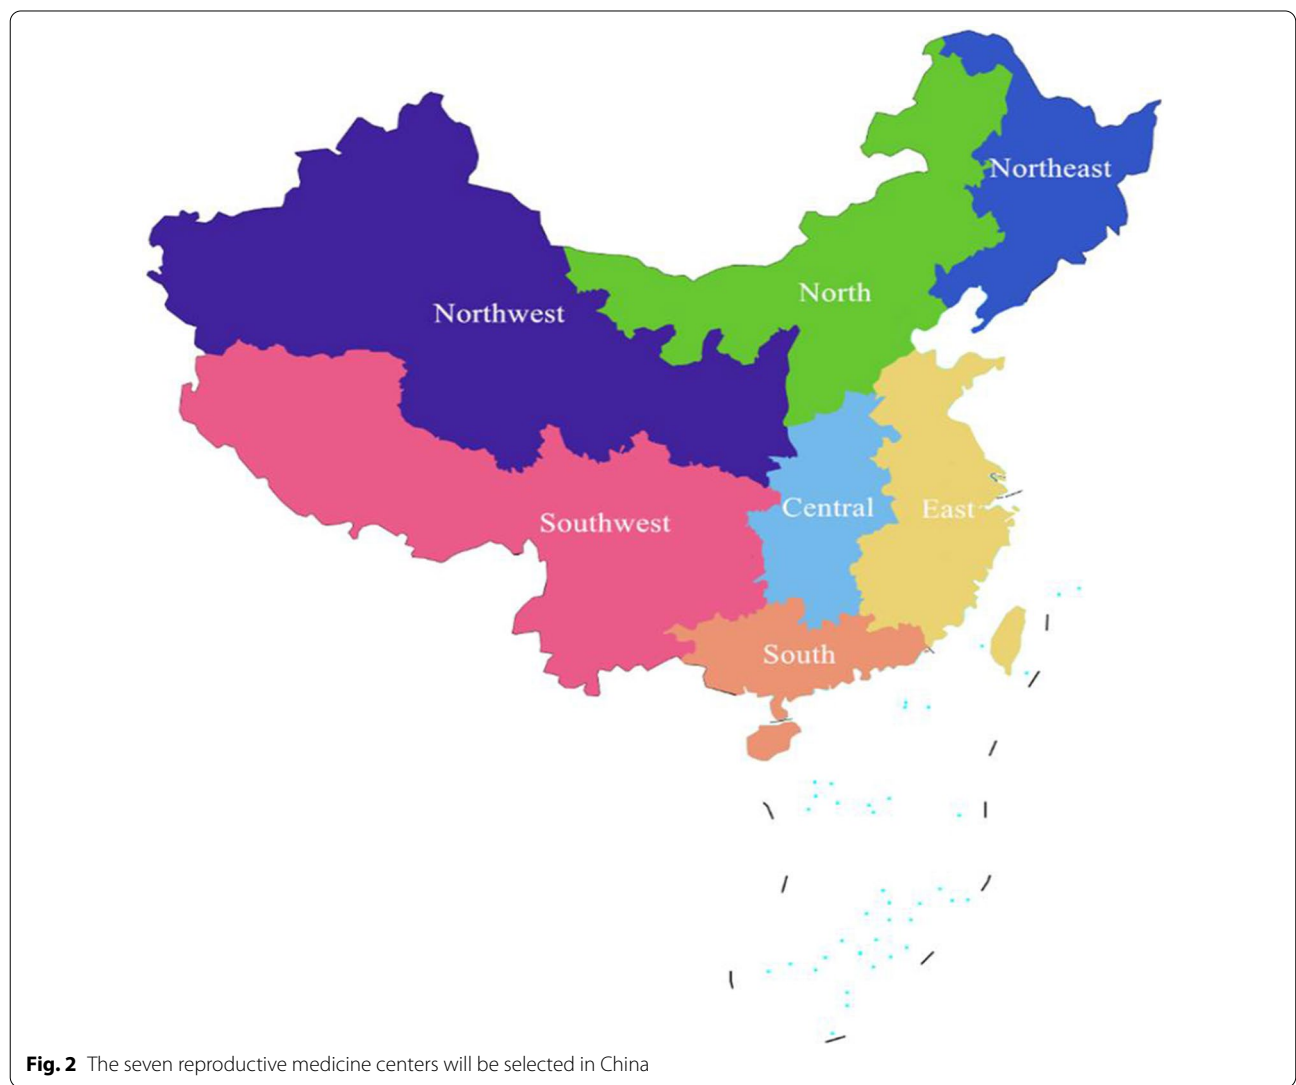 Northeast
North
Northwest
Central
East
Southwest
South
Fig. 2 The seven reproductive medicine centers will be selected in China